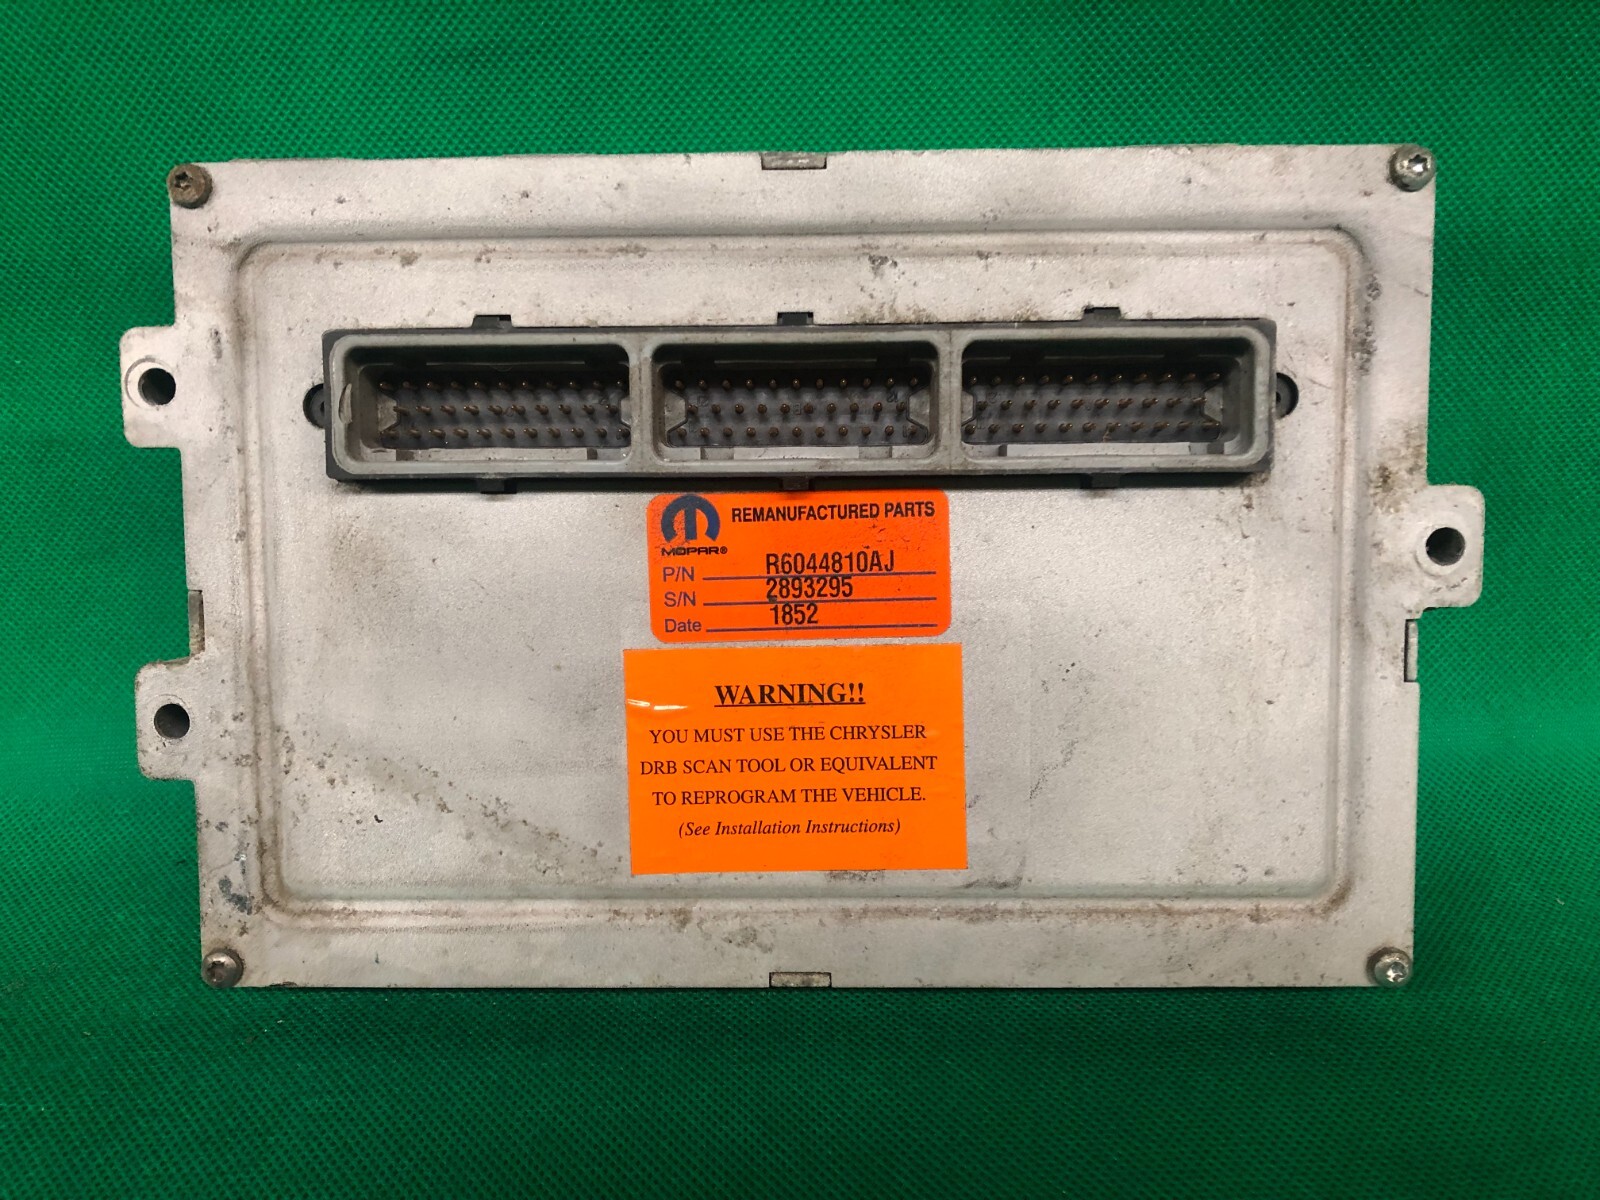 REMANUFACTURED PARTS
MOPAR®
P/N R6044810AJ
S/N 2893295
Date 1852
WARNING!!
YOU MUST USE THE CHRYSLER
DRB SCAN TOOL OR EQUIVALENT
TO REPROGRAM THE VEHICLE.
(See Installation Instructions)